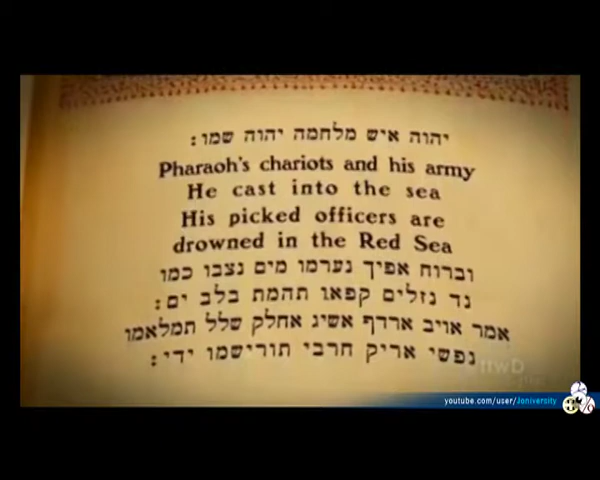 יהוה איש מלחמה יהוה שמו :
Pharaoh's chariots and his army
He cast into the sea
His picked officers are
drowned in the Red Sea
וברוח אפיך נערמו מים נצבו כמו
נד נזלים קפאו תהמת בלב ים :
אמר אויב ארדף אשיג אחלק שלל תמלאמו
נפשי אריק חרבי תורישמו ידי :
youtube.com/user/Joniversity